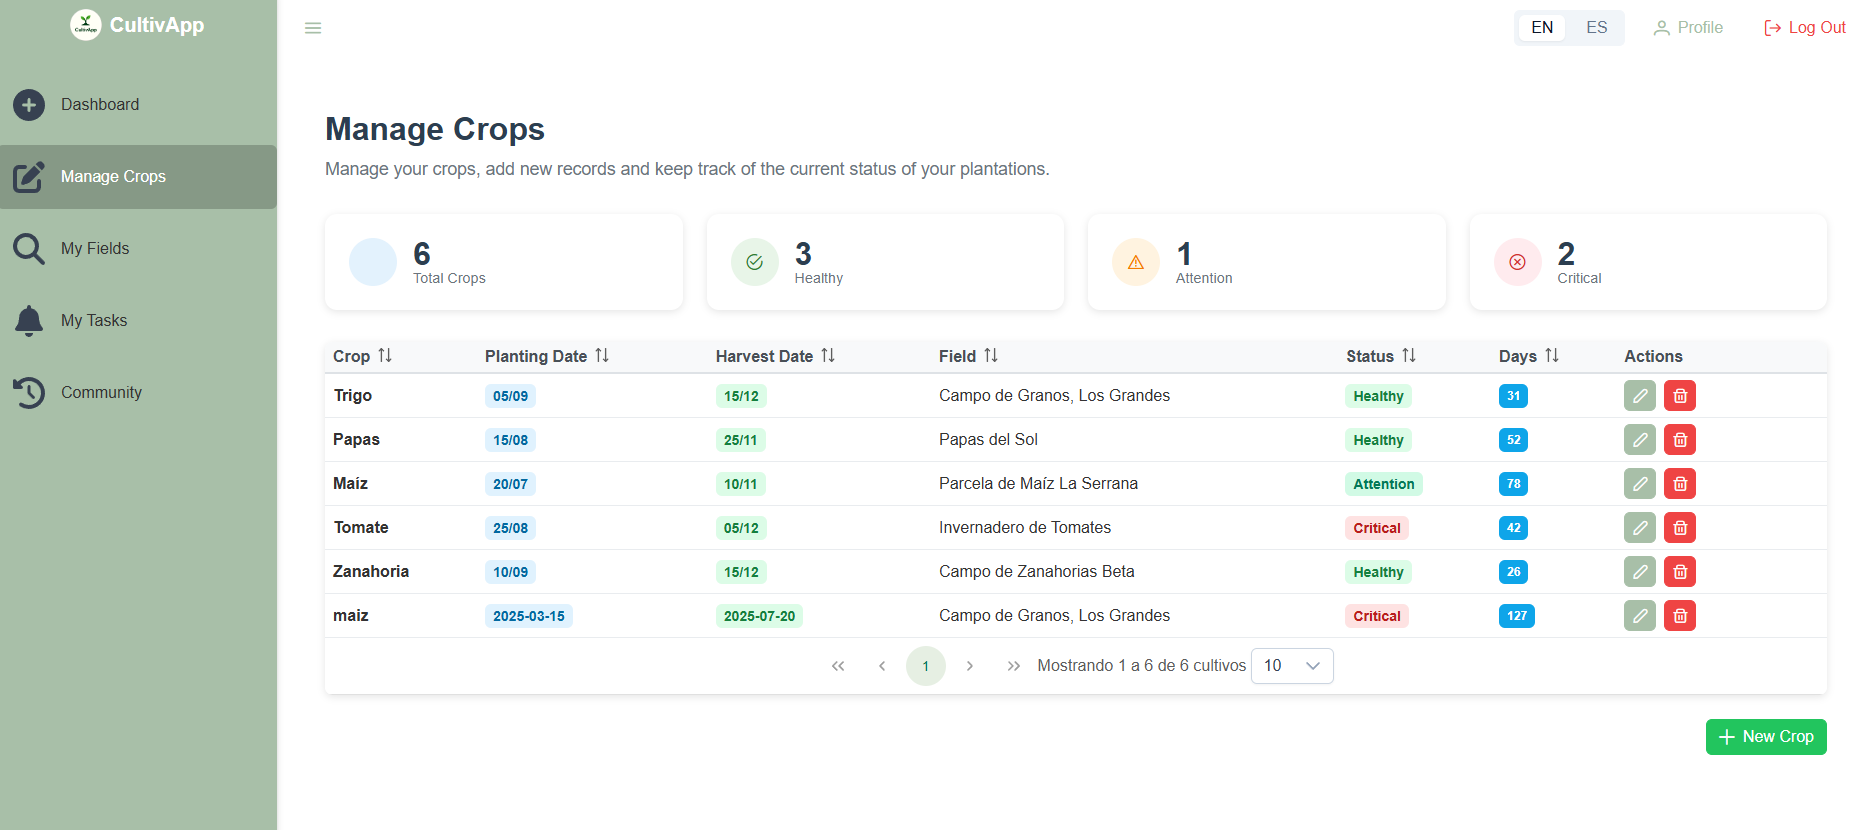 CultivApp
EN ES Profile Log Out
Dashboard
Manage Crops
My Fields
My Tasks
Community
Manage Crops
Manage your crops, add new records and keep track of the current status of your plantations.
6
Total Crops
3
Healthy
1
Attention
2
Critical
Crop Planting Date Harvest Date Field Status Days Actions
Trigo 05/09 15/12 Campo de Granos, Los Grandes Healthy 31
Papas 15/08 25/11 Papas del Sol Healthy 52
Maíz 20/07 10/11 Parcela de Maíz La Serrana Attention 78
Tomate 25/08 05/12 Invernadero de Tomates Critical 42
Zanahoria 10/09 15/12 Campo de Zanahorias Beta Healthy 26
maiz 2025-03-15 2025-07-20 Campo de Granos, Los Grandes Critical 127
1 Mostrando 1 a 6 de 6 cultivos 10
New Crop